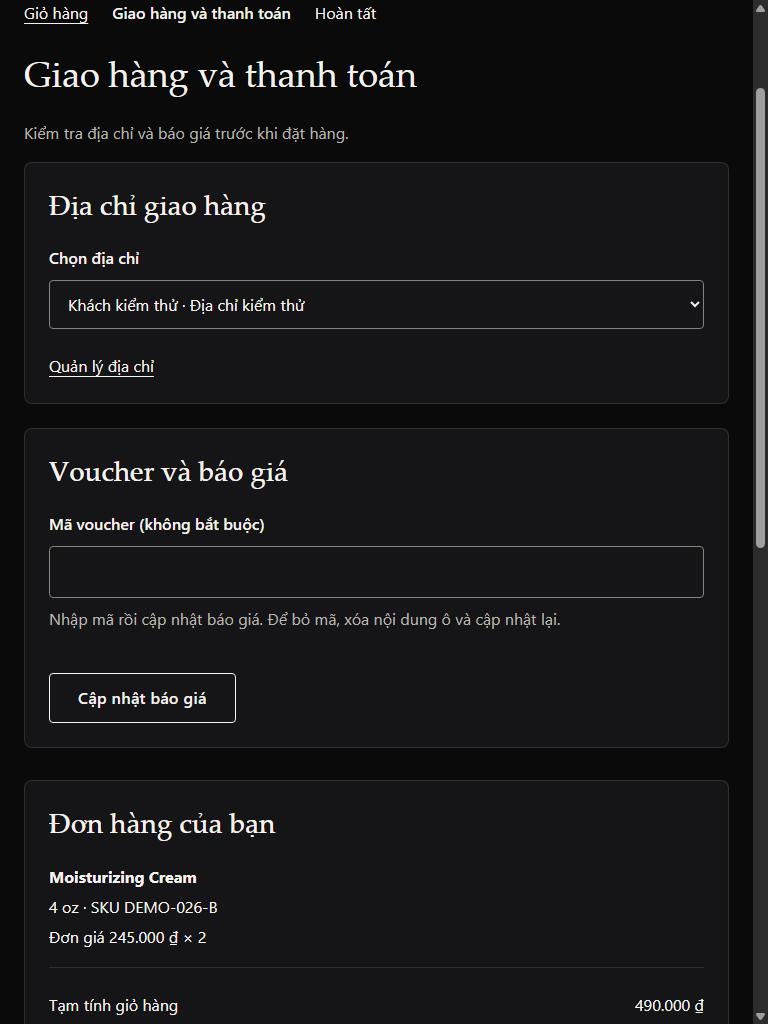 Giỏ hàng Giao hàng và thanh toán Hoàn tất
Giao hàng và thanh toán
Kiểm tra địa chỉ và báo giá trước khi đặt hàng.
Địa chỉ giao hàng
Chọn địa chỉ
Khách kiểm thử · Địa chỉ kiểm thử
Quản lý địa chỉ
Voucher và báo giá
Mã voucher (không bắt buộc)
Nhập mã rồi cập nhật báo giá. Để bỏ mã, xóa nội dung ô và cập nhật lại.
Cập nhật báo giá
Đơn hàng của bạn
Moisturizing Cream
4 oz · SKU DEMO-026-B
Đơn giá 245.000 ₫ × 2
Tạm tính giỏ hàng 490.000 ₫